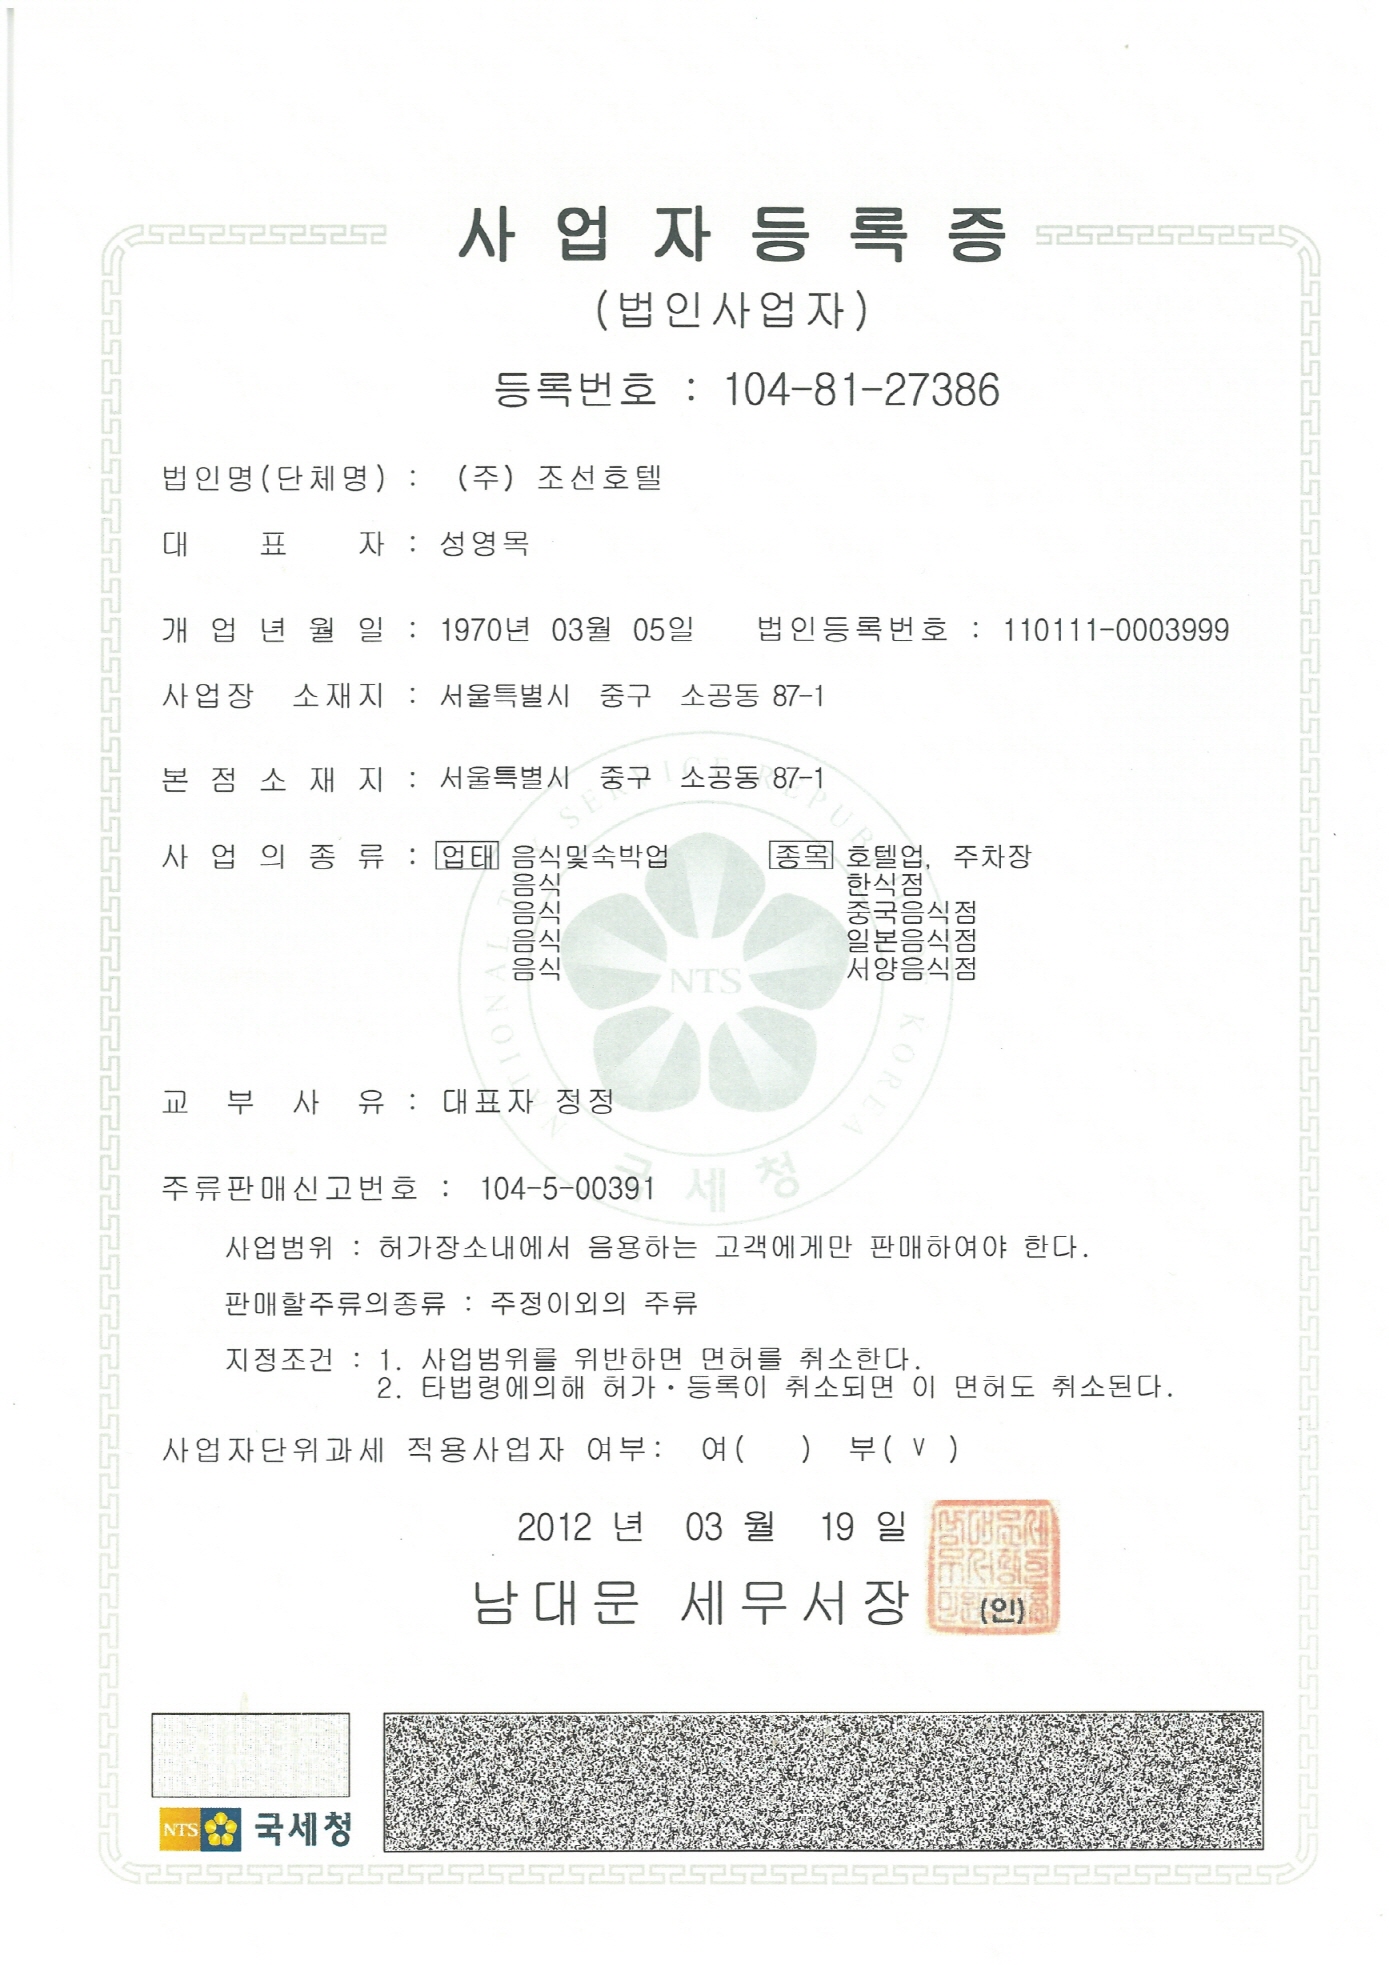 사업자등록증
(법인사업자)
등록번호 : 104-81-27386
법인명(단체명) : (주) 조선호텔
대 표 자 : 성영목
개 업 년 월 일 : 1970년 03월 05일 법인등록번호 : 110111-0003999
사업장 소재지 : 서울특별시 중구 소공동 87-1
본 점 소 재 지 : 서울특별시 중구 소공동 87-1
사 업 의 종 류 : 업태 음식및숙박업 종목 호텔업, 주차장
음식 한식점
음식 중국음식점
음식 일본음식점
음식 서양음식점
NATIONAL TAX SERVICE REPUBLIC KOREA
NTS
국세청
교 부 사 유 : 대표자 정정
주류판매신고번호 : 104-5-00391
사업범위 : 허가장소내에서 음용하는 고객에게만 판매하여야 한다.
판매할주류의종류 : 주정이외의 주류
지정조건 : 1. 사업범위를 위반하면 면허를 취소한다.
2. 타법령에의해 허가·등록이 취소되면 이 면허도 취소된다.
사업자단위과세 적용사업자 여부: 여( ) 부( v )
2012 년 03 월 19 일
남대문 세무서장 (인)
NTS 국세청